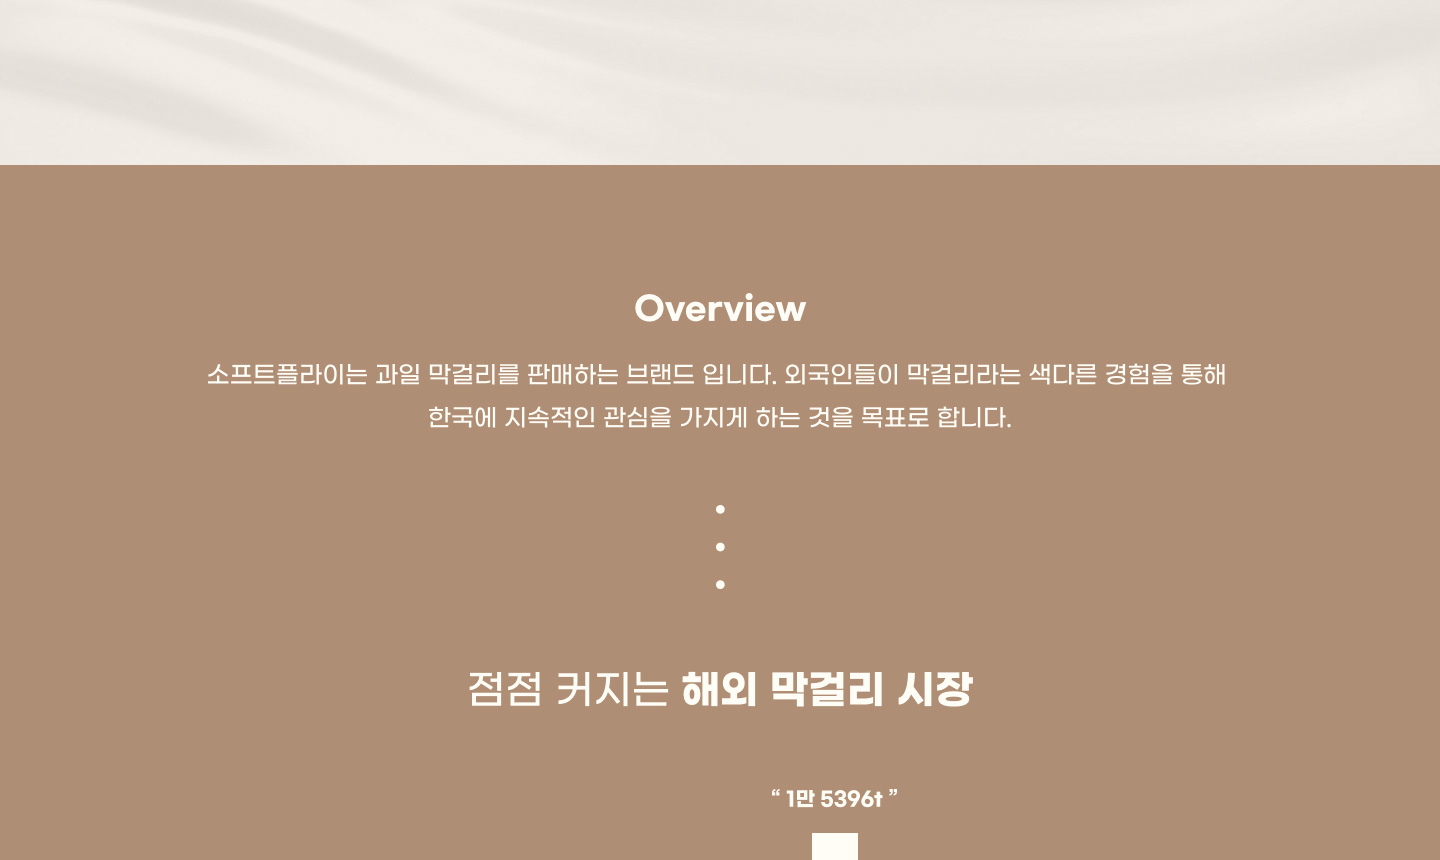 Overview
소프트플라이는 과일 막걸리를 판매하는 브랜드 입니다. 외국인들이 막걸리라는 색다른 경험을 통해
한국에 지속적인 관심을 가지게 하는 것을 목표로 합니다.
점점 커지는 해외 막걸리 시장
“ 1만 5396t ”